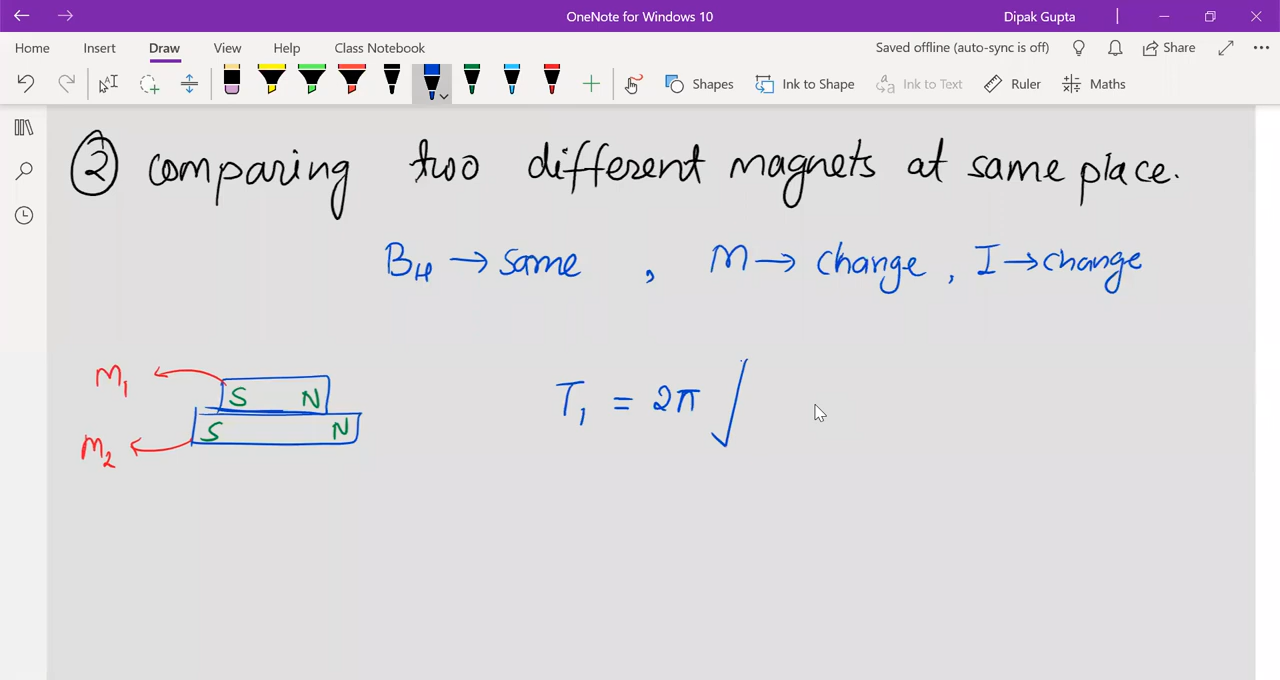 OneNote for Windows 10
Dipak Gupta
Home Insert Draw View Help Class Notebook
Saved offline (auto-sync is off) Share
Shapes Ink to Shape Ink to Text Ruler Maths
② comparing two different magnets at same place.
B_H → same , M → change , I → change
M₁
S N
T₁ = 2π √
S N
M₂